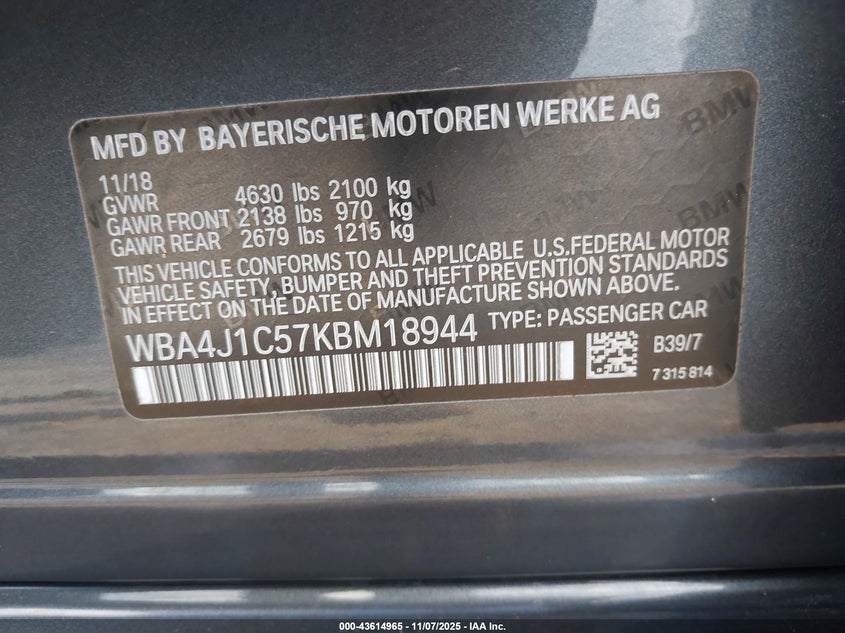 MFD BY BAYERISCHE MOTOREN WERKE AG
11/18
GVWR 4630 lbs 2100 kg
GAWR FRONT 2138 lbs 970 kg
GAWR REAR 2679 lbs 1215 kg
THIS VEHICLE CONFORMS TO ALL APPLICABLE U.S.FEDERAL MOTOR
VEHICLE SAFETY, BUMPER AND THEFT PREVENTION STANDARDS
IN EFFECT ON THE DATE OF MANUFACTURE SHOWN ABOVE.
WBA4J1C57KBM18944 TYPE: PASSENGER CAR
B39/7
7 315 814
000-43614965 | 11/07/2025 - IAA Inc.